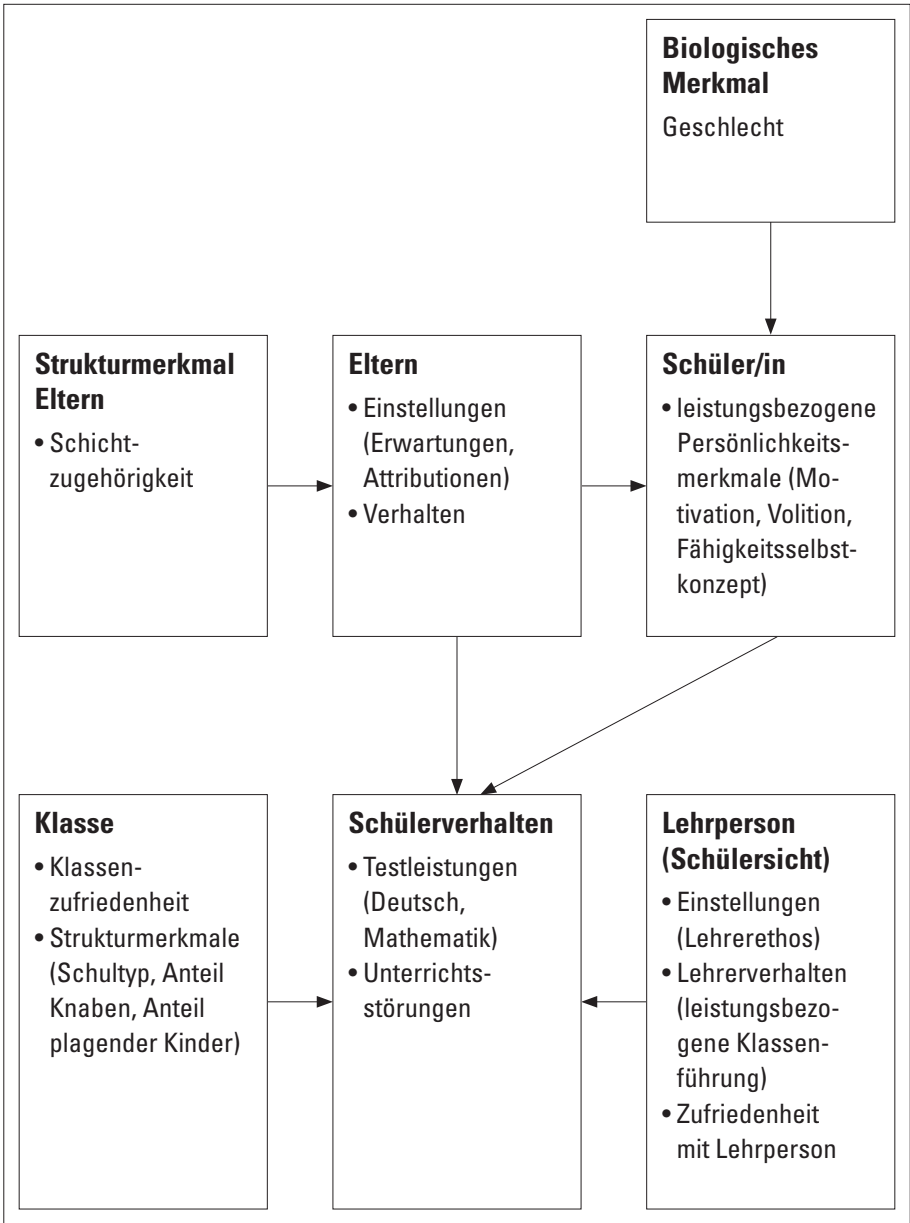 Biologisches
Merkmal
Geschlecht
Strukturmerkmal
Eltern
• Schicht-
zugehörigkeit
Eltern
• Einstellungen
(Erwartungen,
Attributionen)
• Verhalten
Schüler/in
• leistungsbezogene
Persönlichkeits-
merkmale (Mo-
tivation, Volition,
Fähigkeitsselbst-
konzept)
Klasse
• Klassen-
zufriedenheit
• Strukturmerkmale
(Schultyp, Anteil
Knaben, Anteil
plagender Kinder)
Schülerverhalten
• Testleistungen
(Deutsch,
Mathematik)
• Unterrichts-
störungen
Lehrperson
(Schülersicht)
• Einstellungen
(Lehrerethos)
• Lehrerverhalten
(leistungsbezo-
gene Klassen-
führung)
• Zufriedenheit
mit Lehrperson